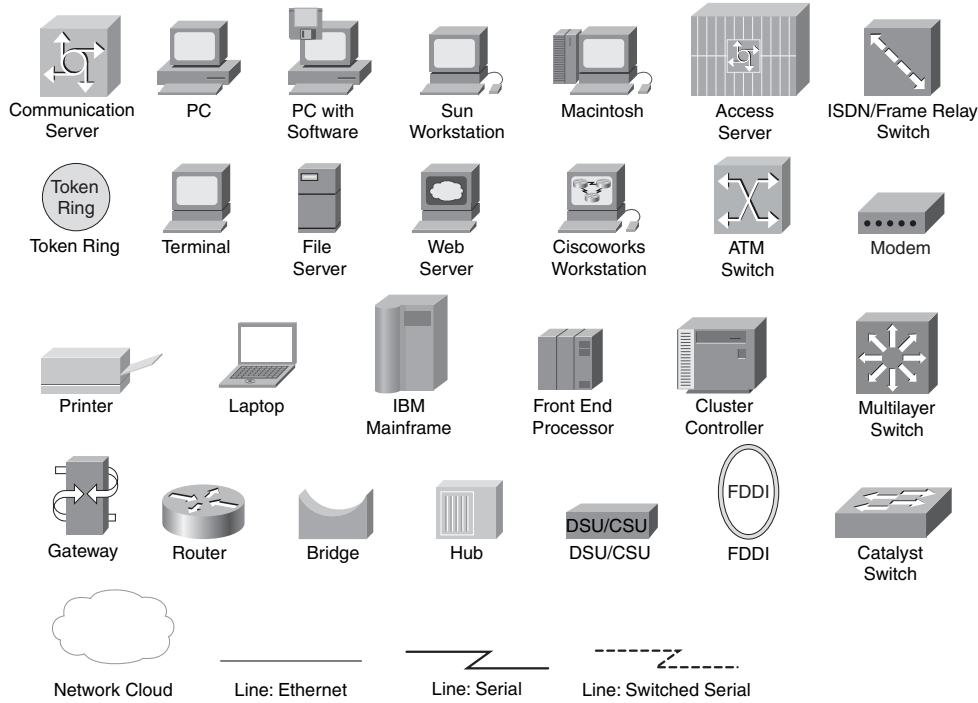 Communication
Server
PC
PC with
Software
Sun
Workstation
Macintosh
Access
Server
ISDN/Frame Relay
Switch
Token
Ring
Token Ring
Terminal
File
Server
Web
Server
Ciscoworks
Workstation
ATM
Switch
Modem
Printer
Laptop
IBM
Mainframe
Front End
Processor
Cluster
Controller
Multilayer
Switch
Gateway
Router
Bridge
Hub
DSU/CSU
DSU/CSU
FDDI
FDDI
Catalyst
Switch
Network Cloud
Line: Ethernet
Line: Serial
Line: Switched Serial